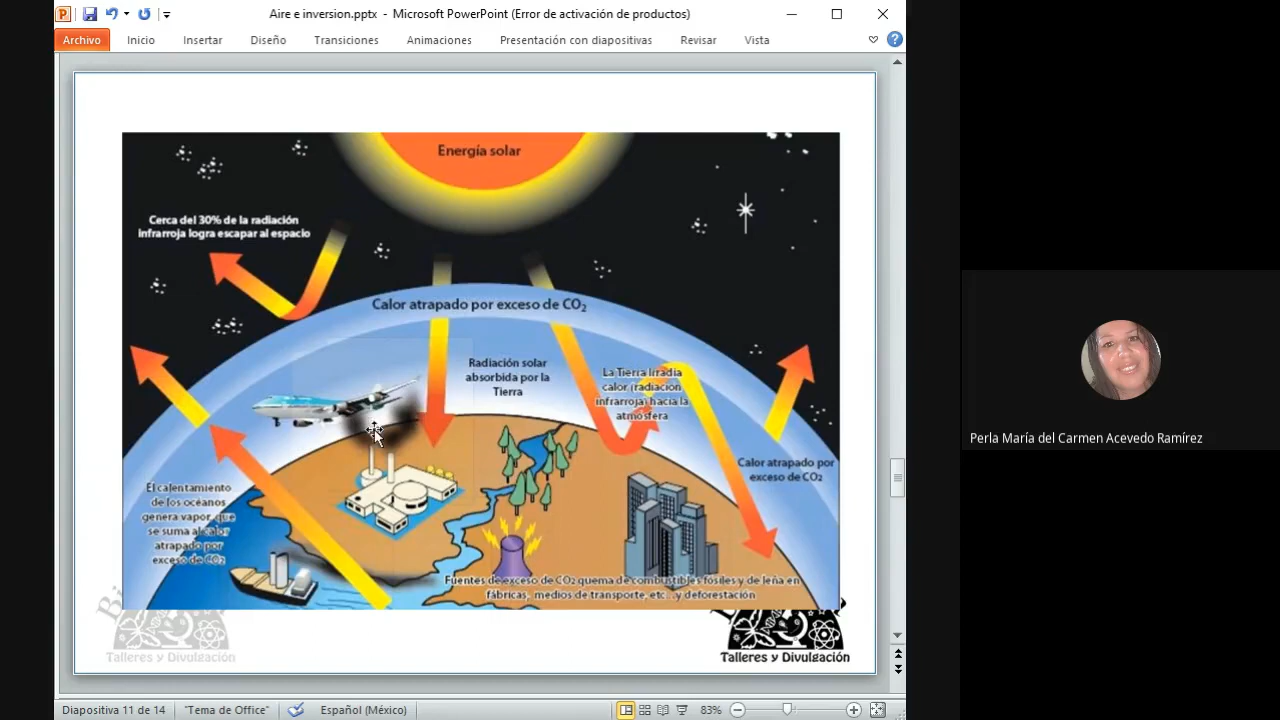 Aire e inversion.pptx - Microsoft PowerPoint (Error de activación de productos)
Archivo Inicio Insertar Diseño Transiciones Animaciones Presentación con diapositivas Revisar Vista
Energía solar
Cerca del 30% de la radiación
infrarroja logra escapar al espacio
Calor atrapado por exceso de CO2
Radiación solar
absorbida por la
Tierra
La Tierra Irradia
calor (radiación
infrarroja) hacia la
atmósfera
Calor atrapado por
exceso de CO2
El calentamiento
de los océanos
genera vapor, que
se suma al calor
atrapado por
exceso de CO2
Fuentes de exceso de CO2 quema de combustibles fósiles y de leña en
fábricas, medios de transporte, etc...y deforestación
Talleres y Divulgación
Talleres y Divulgación
Perla María del Carmen Acevedo Ramírez
Diapositiva 11 de 14 "Tema de Office" Español (México) 83%